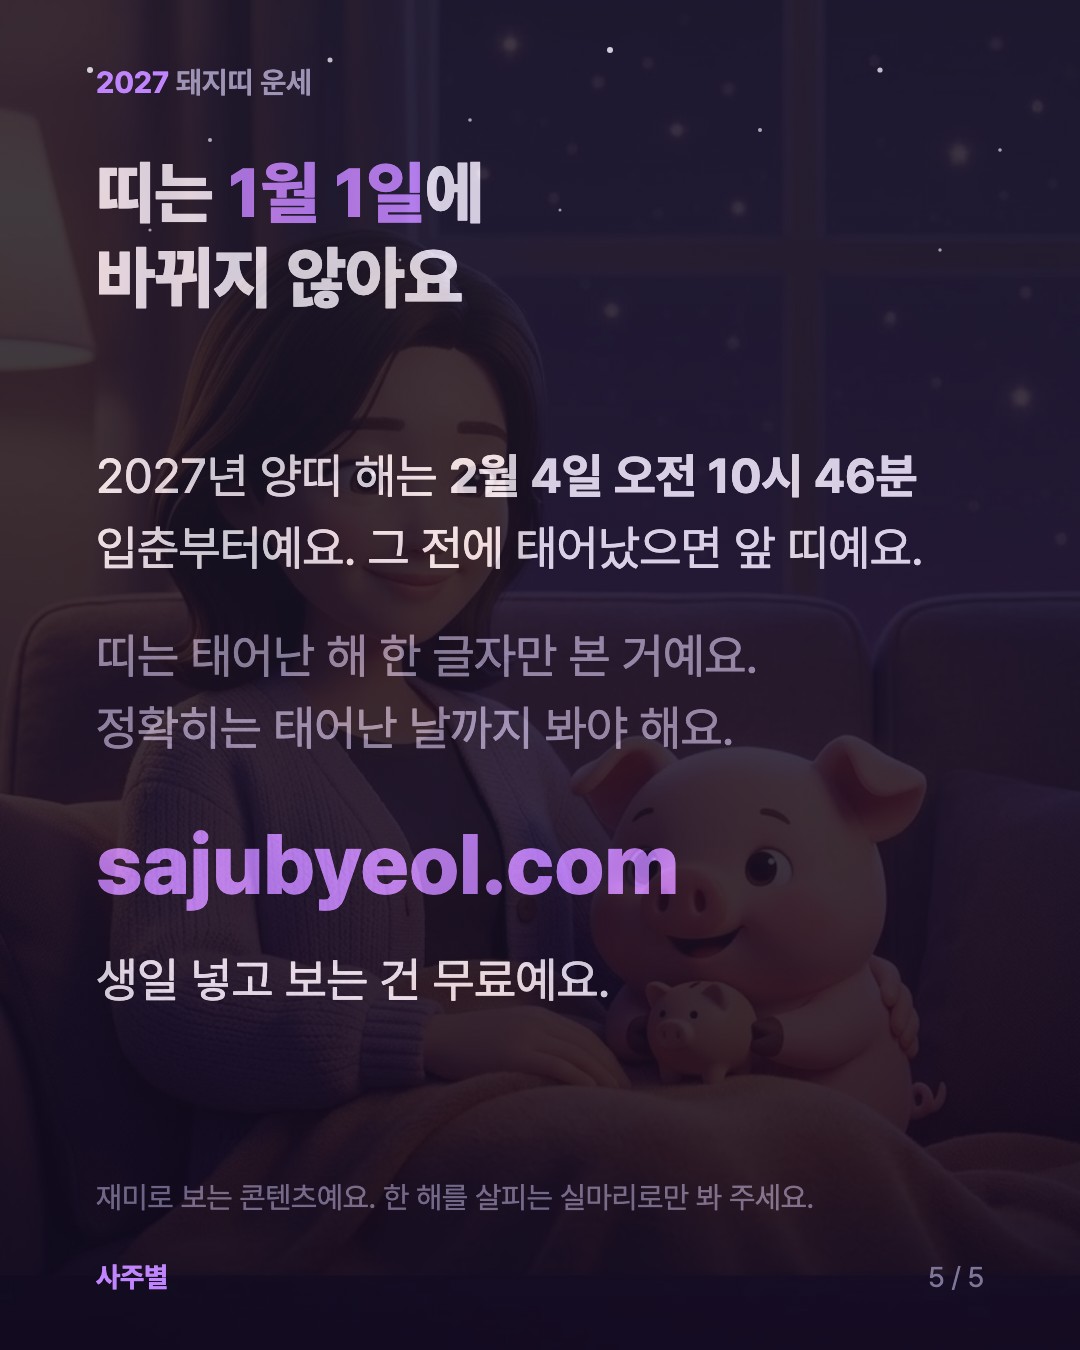 2027 돼지띠 운세
띠는 1월 1일에
바뀌지 않아요
2027년 양띠 해는 2월 4일 오전 10시 46분
입춘부터예요. 그 전에 태어났으면 앞 띠예요.
띠는 태어난 해 한 글자만 본 거예요.
정확히는 태어난 날까지 봐야 해요.
sajubyeol.com
생일 넣고 보는 건 무료예요.
재미로 보는 콘텐츠예요. 한 해를 살피는 실마리로만 봐 주세요.
사주별
5 / 5